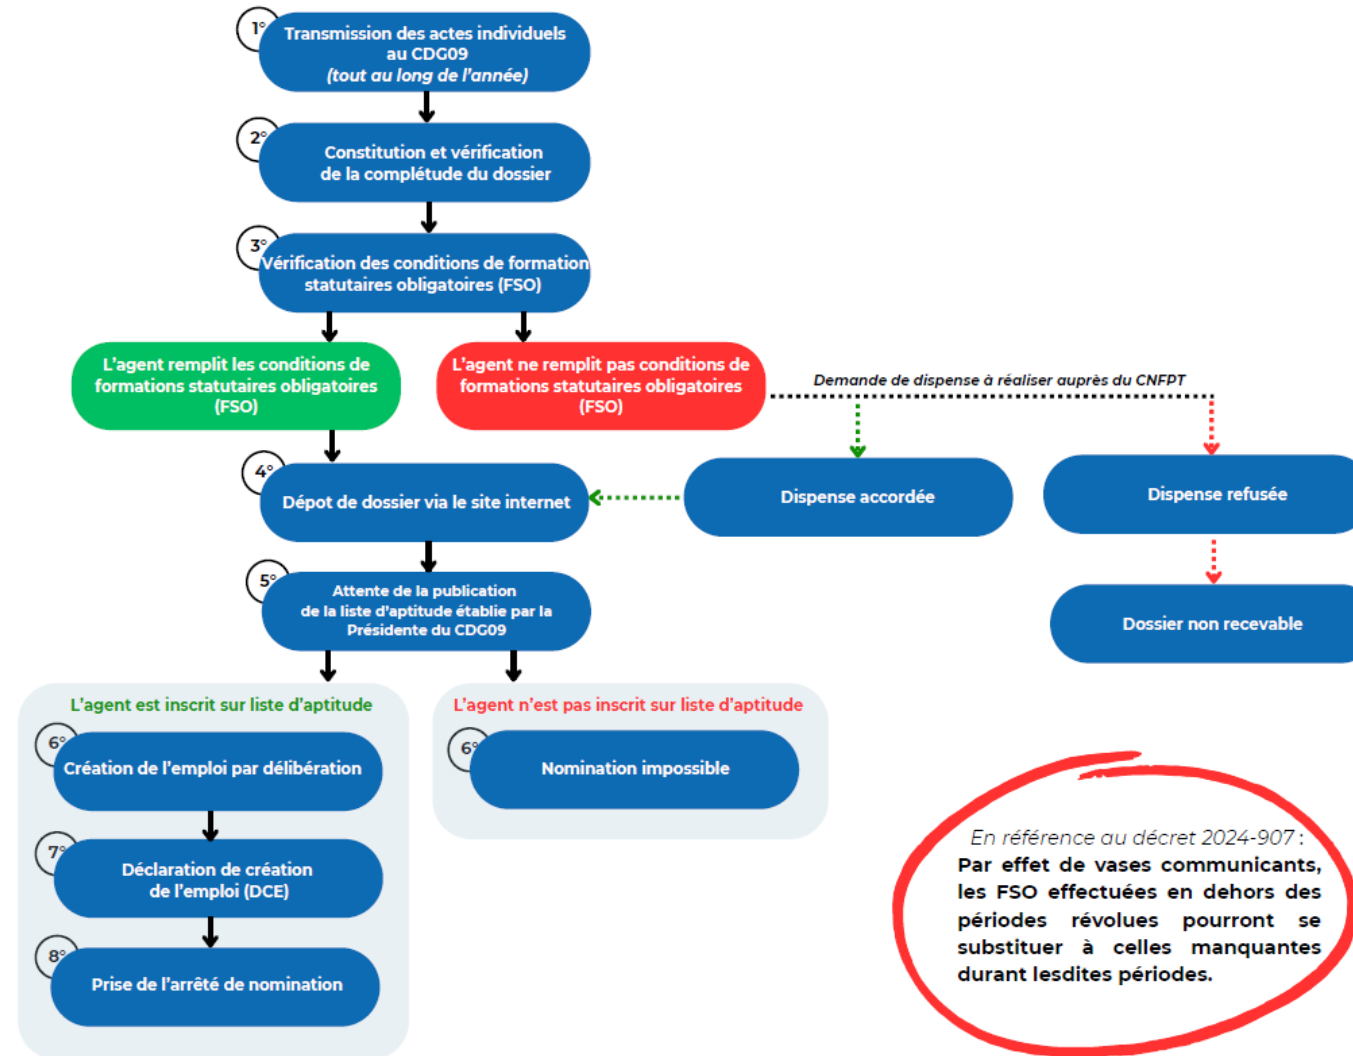 1°
Transmission des actes individuels
au CDG09
(tout au long de l'année)
2°
Constitution et vérification
de la complétude du dossier
3°
Vérification des conditions de formation
statutaires obligatoires (FSO)
L'agent remplit les conditions de
formations statutaires obligatoires
(FSO)
L'agent ne remplit pas conditions de
formations statutaires obligatoires
(FSO)
Demande de dispense à réaliser auprès du CNFPT
4°
Dépot de dossier via le site internet
Dispense accordée
Dispense refusée
5°
Attente de la publication
de la liste d'aptitude établie par la
Présidente du CDG09
Dossier non recevable
L'agent est inscrit sur liste d'aptitude
6°
Création de l'emploi par délibération
7°
Déclaration de création
de l'emploi (DCE)
8°
Prise de l'arrêté de nomination
L'agent n'est pas inscrit sur liste d'aptitude
6°
Nomination impossible
En référence au décret 2024-907 :
Par effet de vases communicants,
les FSO effectuées en dehors des
périodes révolues pourront se
substituer à celles manquantes
durant lesdites périodes.